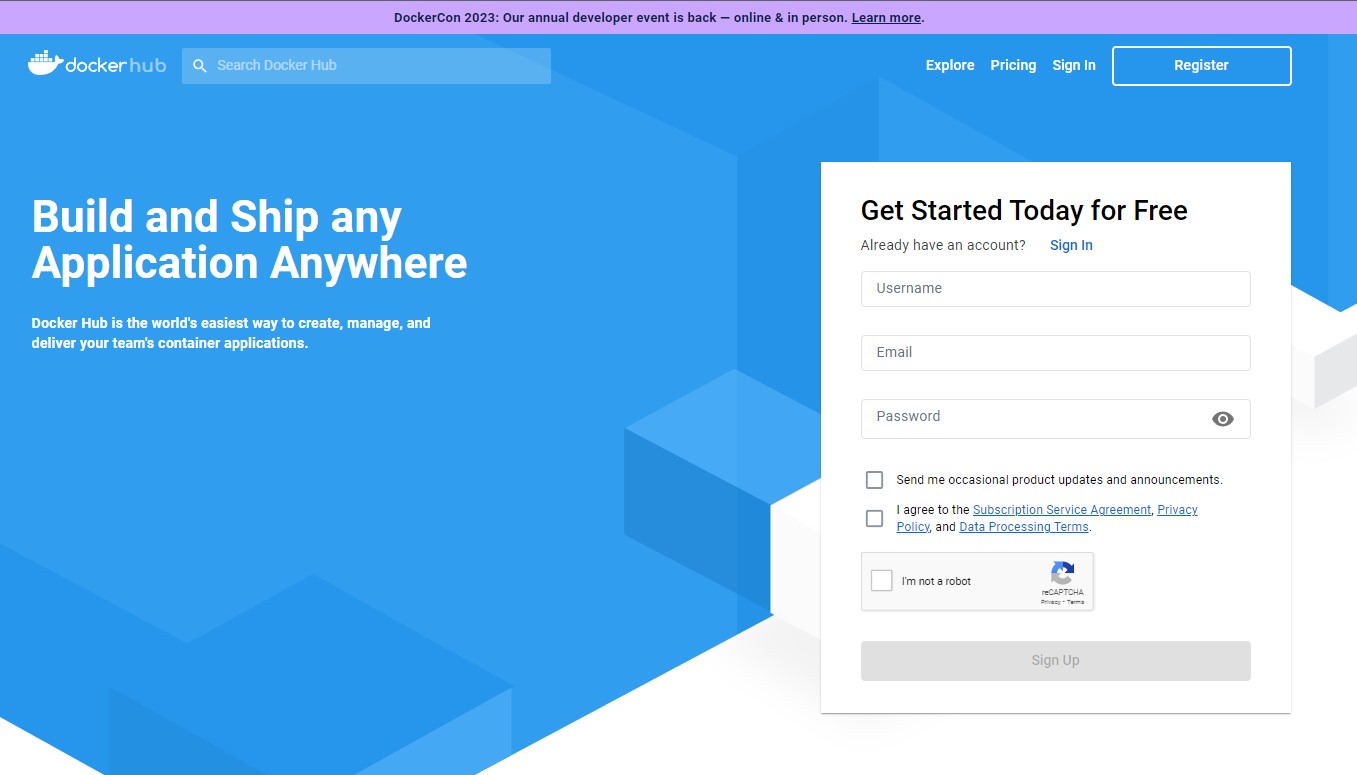 DockerCon 2023: Our annual developer event is back — online & in person. Learn more.
docker hub
Search Docker Hub
Explore Pricing Sign In Register
Build and Ship any
Application Anywhere
Docker Hub is the world's easiest way to create, manage, and
deliver your team's container applications.
Get Started Today for Free
Already have an account? Sign In
Username
Email
Password
Send me occasional product updates and announcements.
I agree to the Subscription Service Agreement, Privacy
Policy, and Data Processing Terms.
I'm not a robot
reCAPTCHA
Privacy - Terms
Sign Up